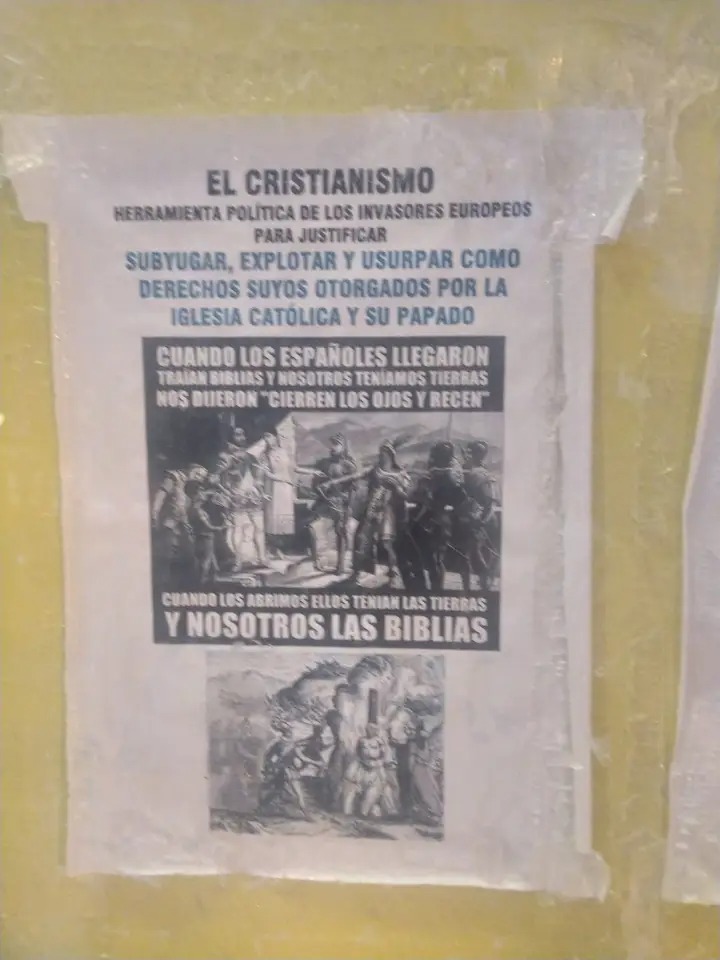 EL CRISTIANISMO
HERRAMIENTA POLÍTICA DE LOS INVASORES EUROPEOS
PARA JUSTIFICAR
SUBYUGAR, EXPLOTAR Y USURPAR COMO
DERECHOS SUYOS OTORGADOS POR LA
IGLESIA CATÓLICA Y SU PAPADO
CUANDO LOS ESPAÑOLES LLEGARON
TRAÍAN BIBLIAS Y NOSOTROS TENÍAMOS TIERRAS
NOS DIJERON "CIERREN LOS OJOS Y RECEN"
CUANDO LOS ABRIMOS ELLOS TENIAN LAS TIERRAS
Y NOSOTROS LAS BIBLIAS